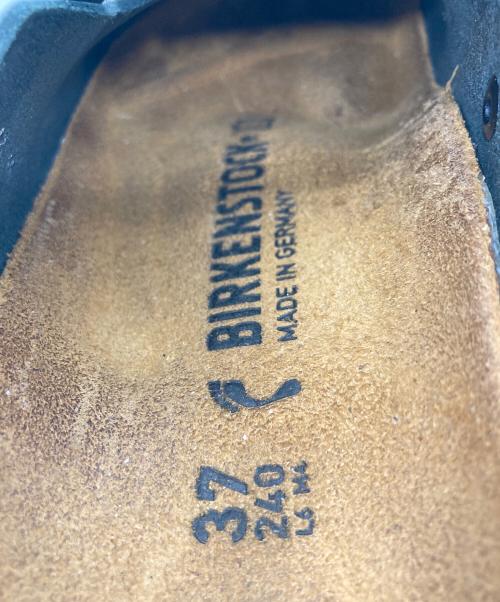 BIRKENSTOCK
MADE IN GERMANY
37
240
L6 M4